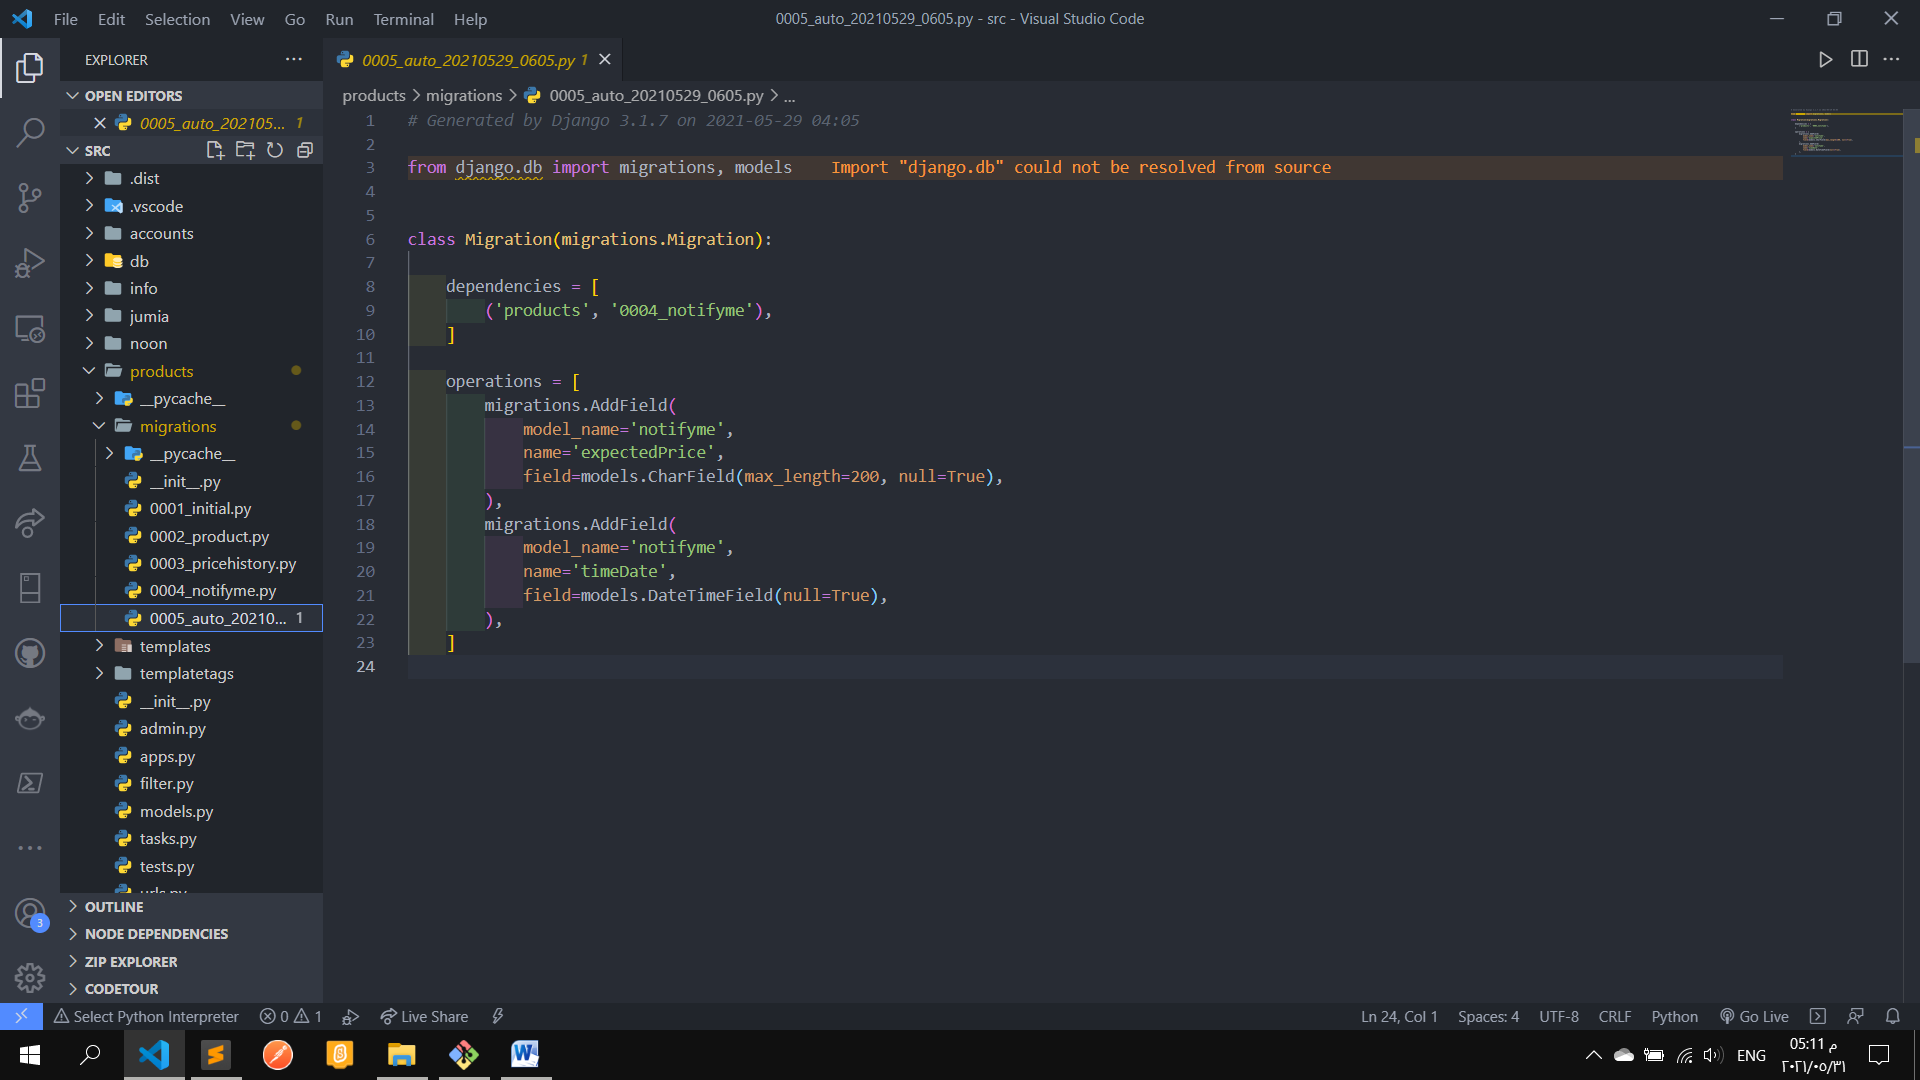 File Edit Selection View Go Run Terminal Help
0005_auto_20210529_0605.py - src - Visual Studio Code
EXPLORER
OPEN EDITORS
0005_auto_202105... 1
SRC
.dist
.vscode
accounts
db
info
jumia
noon
products
__pycache__
migrations
__pycache__
__init__.py
0001_initial.py
0002_product.py
0003_pricehistory.py
0004_notifyme.py
0005_auto_20210... 1
templates
templatetags
__init__.py
admin.py
apps.py
filter.py
models.py
tasks.py
tests.py
urls.py
OUTLINE
NODE DEPENDENCIES
ZIP EXPLORER
CODETOUR
3
0005_auto_20210529_0605.py 1
products > migrations > 0005_auto_20210529_0605.py > ...
1 # Generated by Django 3.1.7 on 2021-05-29 04:05
2
3 from django.db import migrations, models Import "django.db" could not be resolved from source
4
5
6 class Migration(migrations.Migration):
7
8 dependencies = [
9 ('products', '0004_notifyme'),
10 ]
11
12 operations = [
13 migrations.AddField(
14 model_name='notifyme',
15 name='expectedPrice',
16 field=models.CharField(max_length=200, null=True),
17 ),
18 migrations.AddField(
19 model_name='notifyme',
20 name='timeDate',
21 field=models.DateTimeField(null=True),
22 ),
23 ]
24
Select Python Interpreter 0 1 Live Share Ln 24, Col 1 Spaces: 4 UTF-8 CRLF Python Go Live
ENG
05:11 م
٢٠٢١/٠٥/٣١